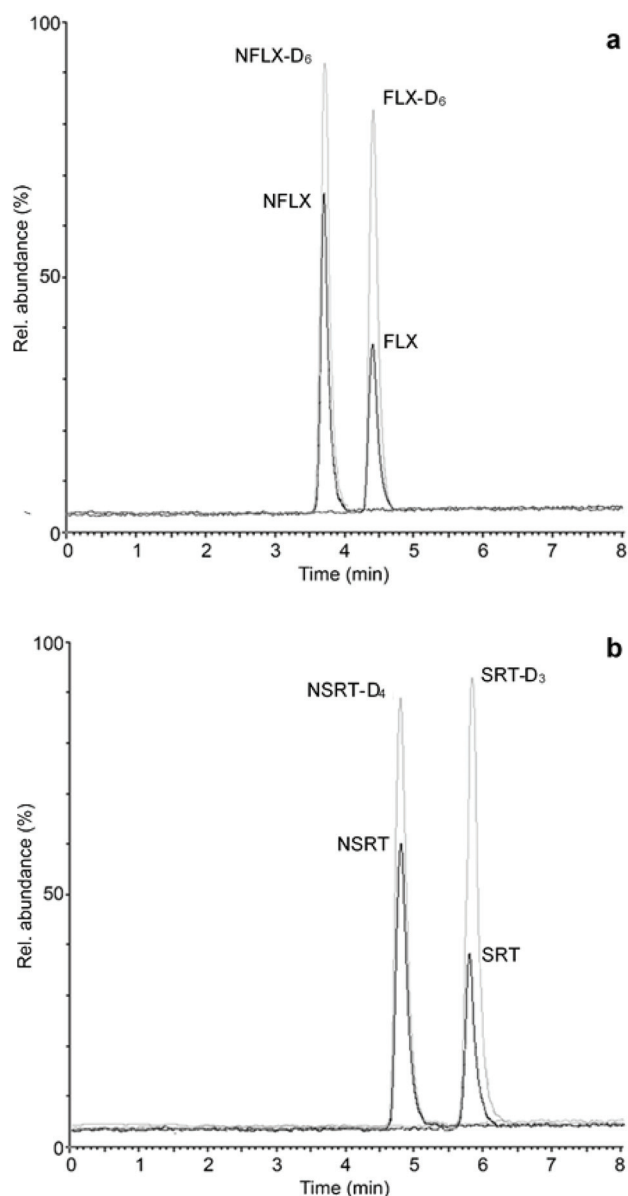 a
100
NFLX-D₆
FLX-D₆
NFLX
50
FLX
Rel. abundance (%)
0
0 1 2 3 4 5 6 7 8
Time (min)
b
100
NSRT-D₄
SRT-D₃
NSRT
50
SRT
Rel. abundance (%)
0
0 1 2 3 4 5 6 7 8
Time (min)